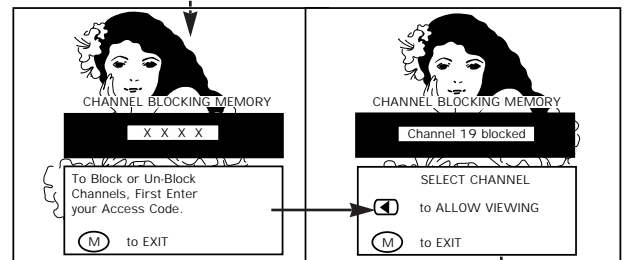 CHANNEL BLOCKING MEMORY
X X X X
To Block or Un-Block
Channels, First Enter
your Access Code.
M to EXIT
CHANNEL BLOCKING MEMORY
Channel 19 blocked
SELECT CHANNEL
to ALLOW VIEWING
M to EXIT